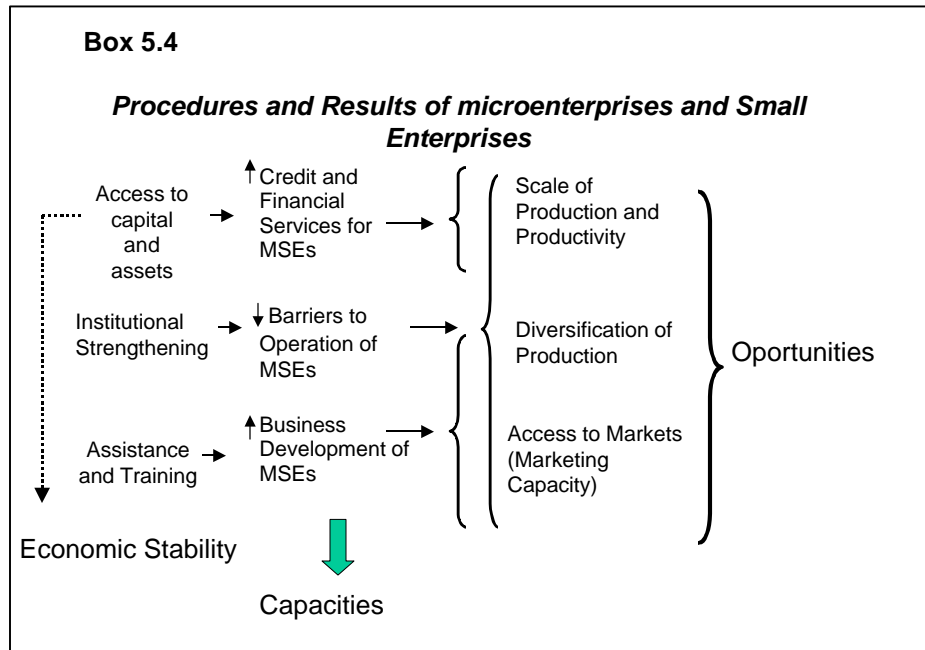 Box 5.4
Procedures and Results of microenterprises and Small
Enterprises
Access to
capital
and
assets
Credit and
Financial
Services for
MSEs
Scale of
Production and
Productivity
Institutional
Strengthening
Barriers to
Operation of
MSEs
Diversification of
Production
Oportunities
Assistance
and Training
Business
Development of
MSEs
Access to Markets
(Marketing
Capacity)
Economic Stability
Capacities